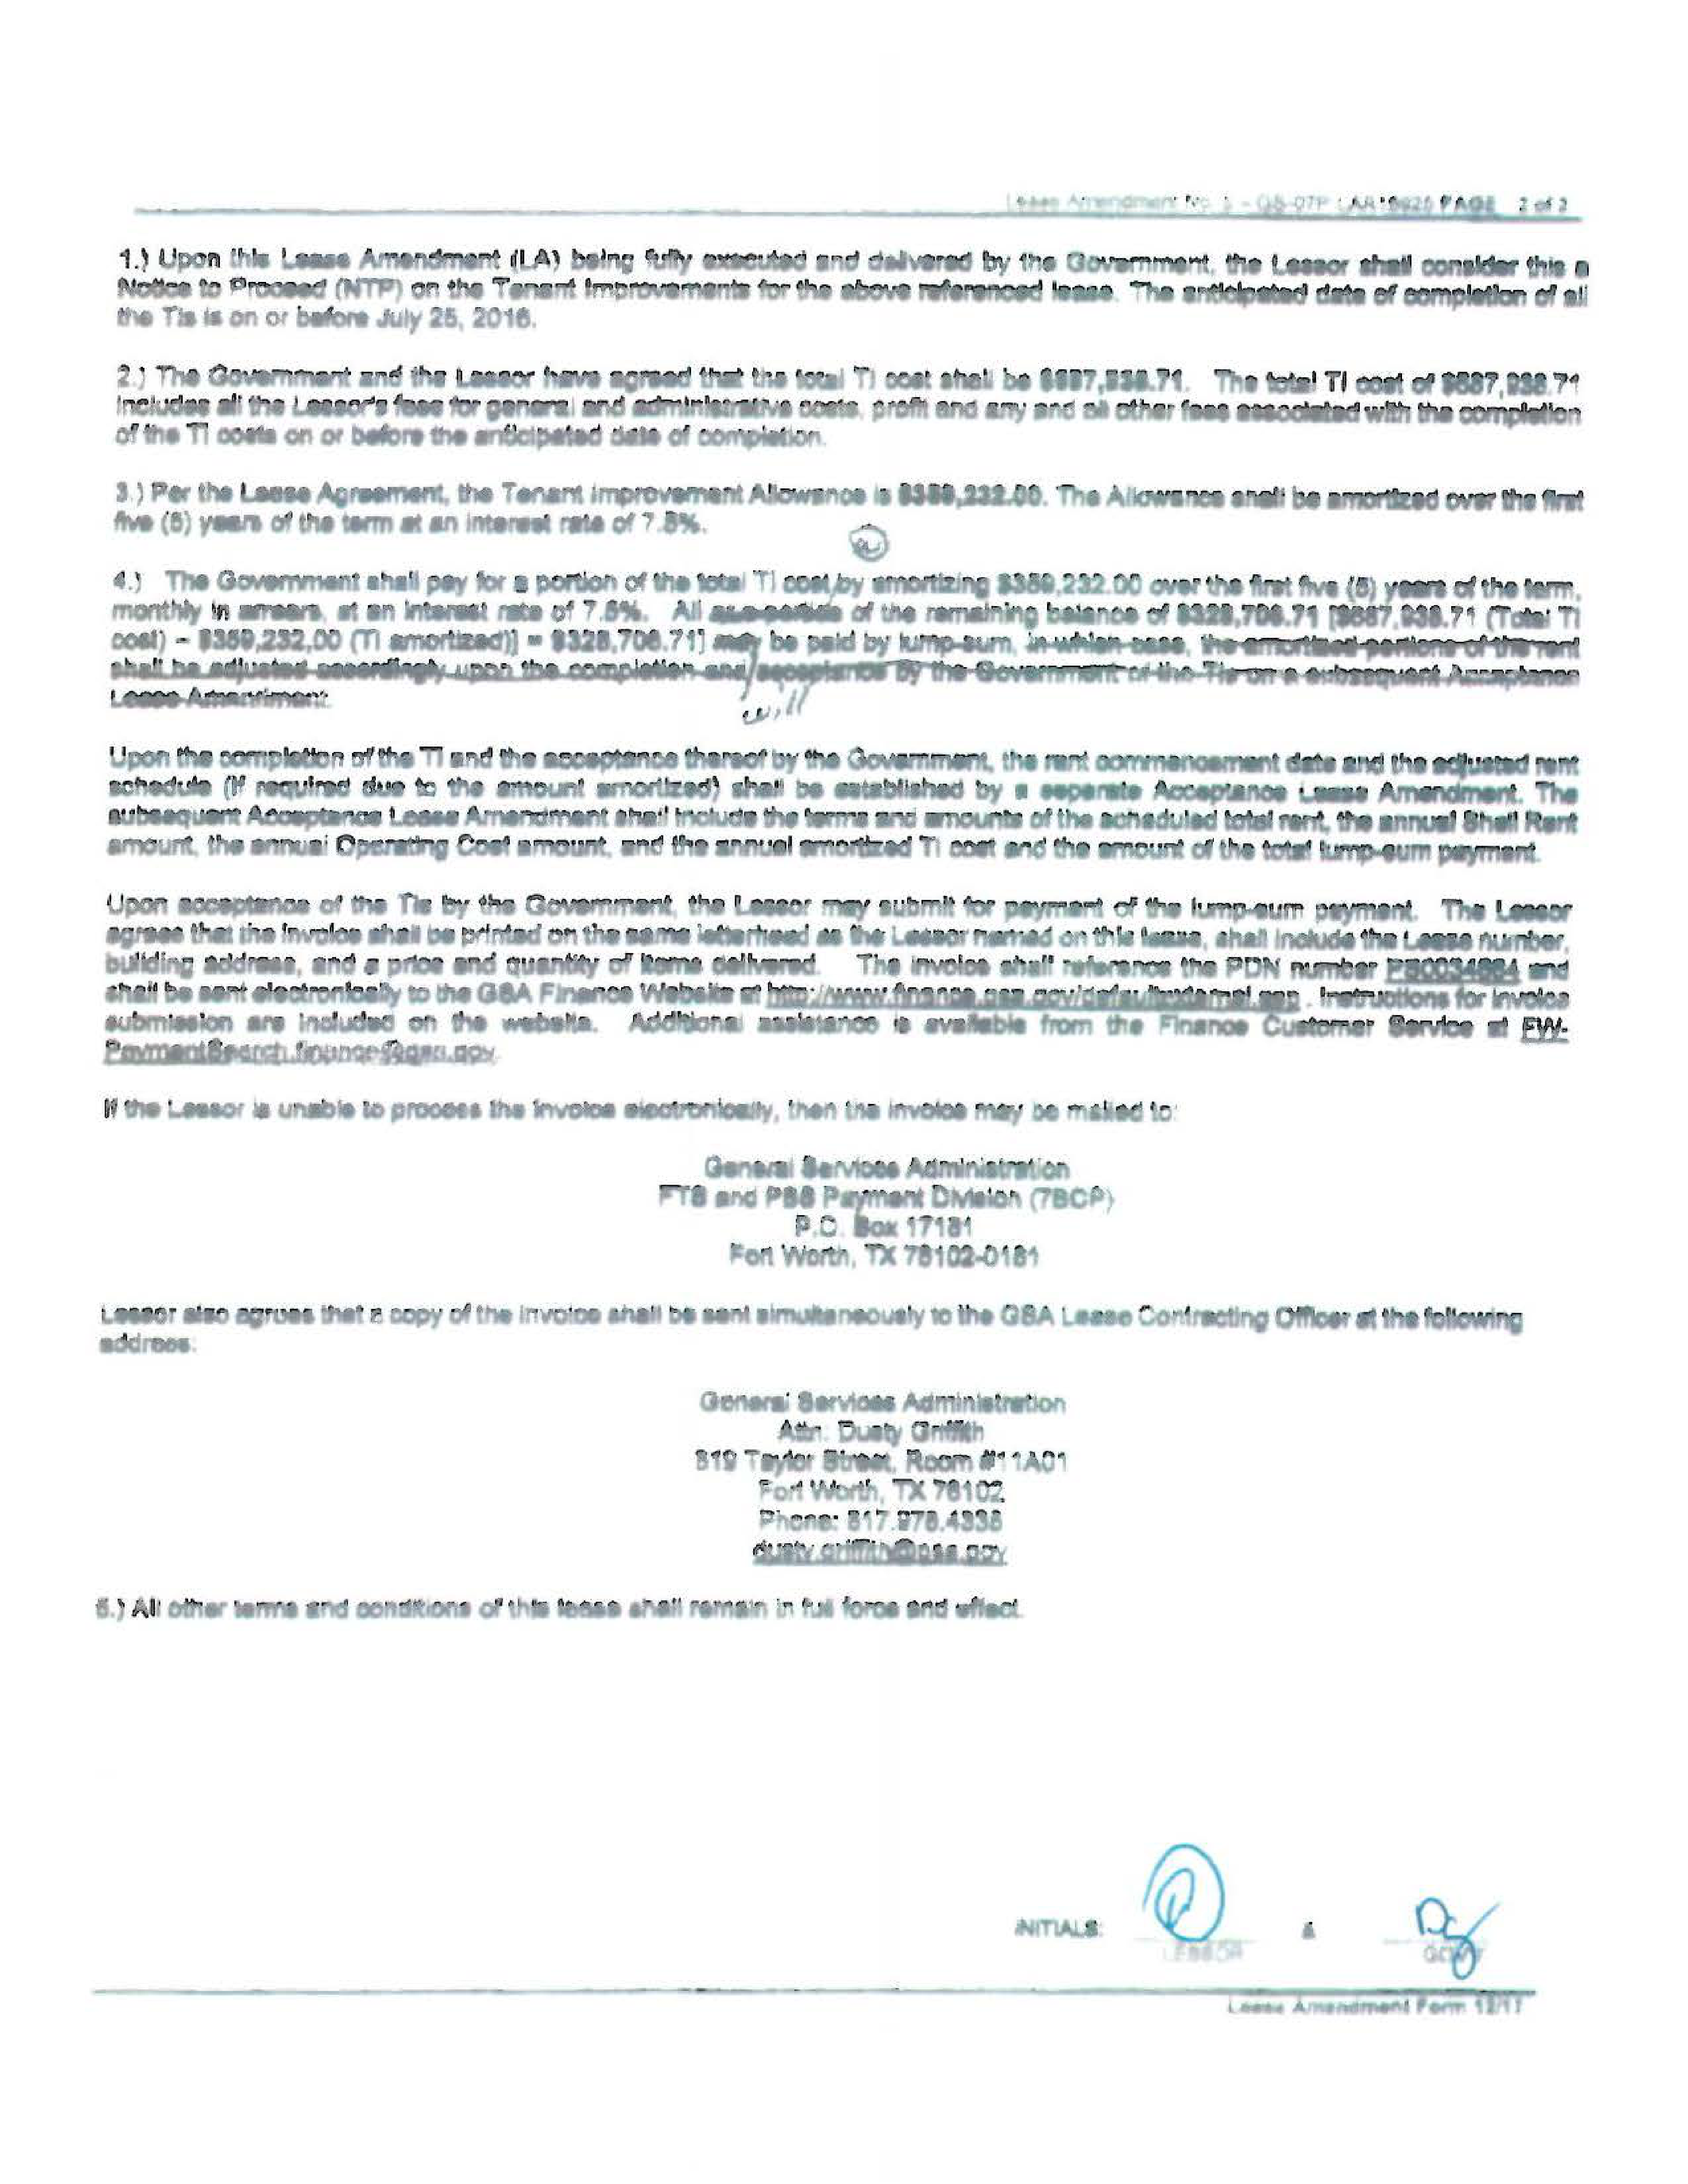 Lease Amendment No. PAGE 2 of 2
1.) Upon this Lease Amendment (LA) being fully executed and delivered by the Government, the Lessor shall consider this a
Notice to Proceed (NTP) on the Tenant Improvements for the above referenced lease. The anticipated date of completion of all
the TIs is on or before July 25, 2016.
2.) The Government and the Lessor have agreed that the total TI cost shall be $687,938.71. The total TI cost of $687,938.71
includes all the Lessor's fees for general and administrative costs, profit and any and all other fees associated with the completion
of the TI costs on or before the anticipated date of completion.
3.) Per the Lease Agreement, the Tenant Improvement Allowance is $359,232.00. The Allowance shall be amortized over the first
five (5) years of the term at an interest rate of
4.) The Government shall pay for a portion of the total TI cost by amortizing $359,232.00 over the first five (5) years of the term,
monthly in arrears, at an interest rate of All or a portion of the remaining balance of $328,706.71 [$687,938.71 (Total TI
cost) – $359,232.00 (TI amortized)] = $328,706.71] may be paid by lump-sum, in which case, the amortized portions of the rent
shall be adjusted accordingly upon the completion and acceptance by the Government of the TIs on a subsequent Acceptance
Lease Amendment.
will
Upon the completion of the TI and the acceptance thereof by the Government, the rent commencement date and the adjusted rent
schedule (if required due to the amount amortized) shall be established by a separate Acceptance Lease Amendment. The
subsequent Acceptance Lease Amendment shall include the terms and amounts of the scheduled total rent, the annual Shell Rent
amount, the annual Operating Cost amount, and the annual amortized TI cost and the amount of the total lump-sum payment.
Upon acceptance of the TIs by the Government, the Lessor may submit for payment of the lump-sum payment. The Lessor
agrees that the invoice shall be printed on the same letterhead as the Lessor named on this lease, shall include the Lease number,
building address, and a price and quantity of items delivered. The invoice shall reference the PDN number and
shall be sent electronically to the GSA Finance Website at http://www.finance.gsa.gov/defaultexternal.asp . Instructions for invoice
submission are included on the website. Additional assistance is available from the Finance Customer Service at FW-
PaymentSearch.finance@gsa.gov.
If the Lessor is unable to process the invoice electronically, then the invoice may be mailed to:
General Services Administration
FTS and PBS Payment Division (7BCP)
P.O. Box 17181
Fort Worth, TX 76102-0181
Lessor also agrees that a copy of the invoice shall be sent simultaneously to the GSA Lease Contracting Officer at the following
address:
General Services Administration
Attn: Dusty Griffith
819 Taylor Street, Room #11A01
Fort Worth, TX 76102
Phone: 817.978.4336
dusty.griffith@gsa.gov
5.) All other terms and conditions of this lease shall remain in full force and effect.
INITIALS: &
LESSOR GOVT
Lease Amendment Form 12/11